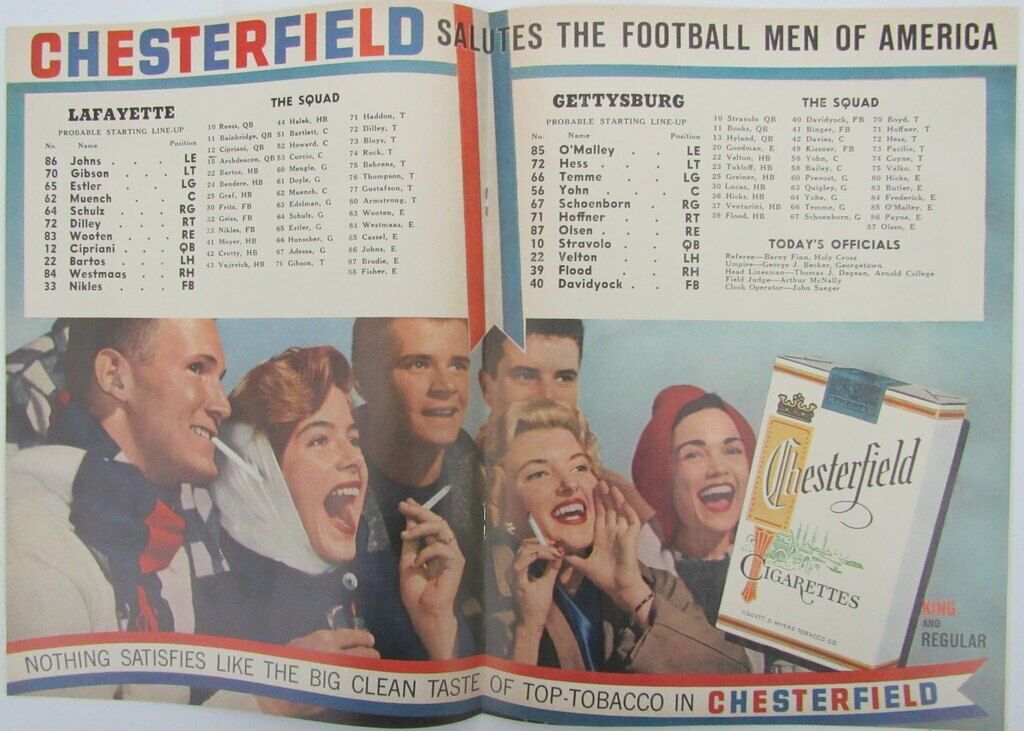 CHESTERFIELD SALUTES THE FOOTBALL MEN OF AMERICA
LAFAYETTE
PROBABLE STARTING LINE-UP
No. Name Position
86 Johns . . . LE
70 Gibson . . . LT
65 Estler . . . LG
62 Muench . . . C
64 Schulz . . . RG
72 Dilley . . . RT
83 Wooten . . . RE
12 Cipriani . . . QB
22 Bartos . . . LH
84 Westmaas . . . RH
33 Nikles . . . FB
THE SQUAD
10 Reess, QB
11 Bainbridge, QB
12 Cipriani, QB
15 Archdeacon, QB
22 Bartos, HB
24 Bendere, HB
25 Graf, HB
30 Fritz, FB
32 Geiss, FB
33 Nikles, FB
41 Moyer, HB
42 Crotty, HB
43 Vujevich, HB
44 Halek, HB
51 Bartlett, C
52 Howard, C
53 Curcio, C
60 Mengle, G
61 Doyle, G
62 Muench, C
63 Edelman, G
64 Schulz, G
65 Estler, G
66 Hunscher, G
67 Adessa, G
70 Gibson, T
71 Haddon, T
72 Dilley, T
73 Bloys, T
74 Rock, T
75 Behrens, T
76 Thompson, T
77 Gustafson, T
80 Armstrong, T
83 Wooten, E
84 Westmaas, E
85 Cassel, E
86 Johns, E
87 Brodie, E
88 Fisher, E
GETTYSBURG
PROBABLE STARTING LINE-UP
No. Name Position
85 O'Malley . . LE
72 Hess . . . LT
66 Temme . . . LG
56 Yohn . . . C
67 Schoenborn . RG
71 Hoffner . . RT
87 Olsen . . . RE
10 Stravolo . . QB
22 Velton . . LH
39 Flood . . . RH
40 Davidyock . . FB
THE SQUAD
10 Stravolo QB
11 Books, QB
13 Hyland, QB
20 Goodman, E
22 Velton, HB
23 Tukloff, HB
25 Greiner, HB
30 Lucas, HB
36 Hicks, HB
37 Venturini, HB
39 Flood, HB
40 Davidyock, FB
41 Binger, FB
42 Davies, C
49 Kissner, FB
56 Yohn, C
58 Bailey, C
60 Prevost, G
63 Quigley, G
64 Yohe, G
66 Temme, G
67 Schoenborn, G
70 Boyd, T
71 Hoffner, T
72 Hess, T
73 Pacilio, T
74 Coyne, T
75 Valko, T
80 Hicks, E
83 Butler, E
84 Frederick, E
85 O'Malley, E
86 Payne, E
87 Olsen, E
TODAY'S OFFICIALS
Referee—Barny Finn, Holy Cross
Umpire—George J. Becker, Georgetown
Head Linesman—Thomas J. Degnan, Arnold College
Field Judge—Arthur McNally
Clock Operator—John Saeger
Chesterfield
CIGARETTES
LIGGETT & MYERS TOBACCO CO.
KING
AND
REGULAR
NOTHING SATISFIES LIKE THE BIG CLEAN TASTE OF TOP-TOBACCO IN CHESTERFIELD